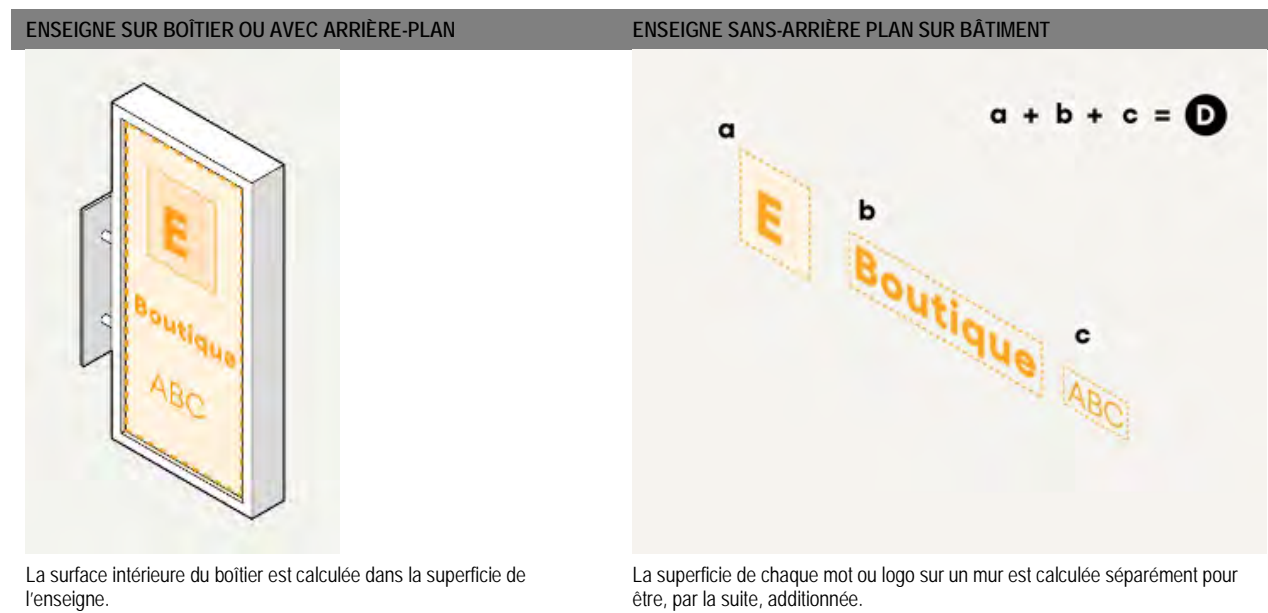 ENSEIGNE SUR BOÎTIER OU AVEC ARRIÈRE-PLAN
E
Boutique
ABC
La surface intérieure du boîtier est calculée dans la superficie de
l'enseigne.
ENSEIGNE SANS-ARRIÈRE PLAN SUR BÂTIMENT
a + b + c = D
a
E
b
Boutique
c
ABC
La superficie de chaque mot ou logo sur un mur est calculée séparément pour
être, par la suite, additionnée.